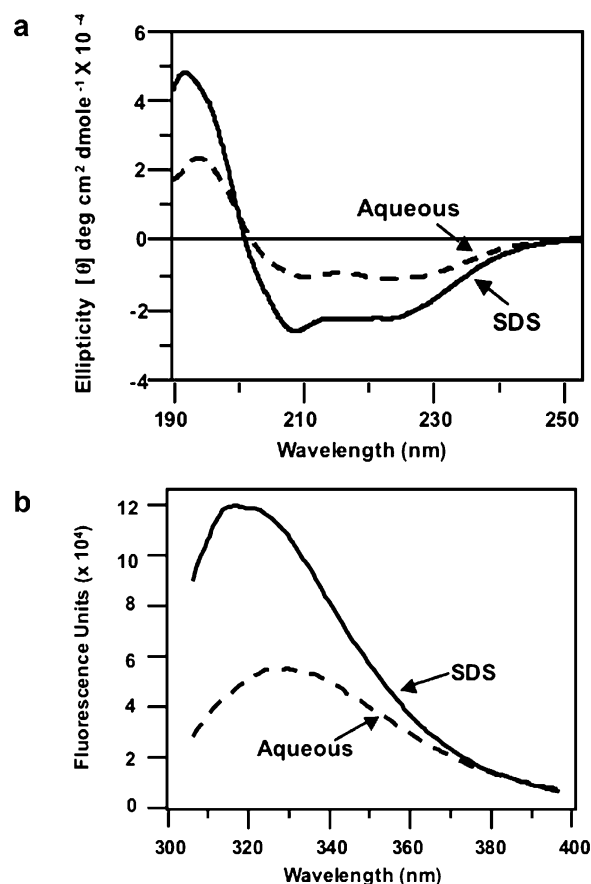 a
Ellipticity [θ] deg cm² dmole⁻¹ X 10⁻⁴
6
4
2
0
-2
-4
Aqueous
SDS
190 210 230 250
Wavelength (nm)
b
Fluorescence Units (x 10⁴)
12
10
8
6
4
2
0
SDS
Aqueous
300 320 340 360 380 400
Wavelength (nm)